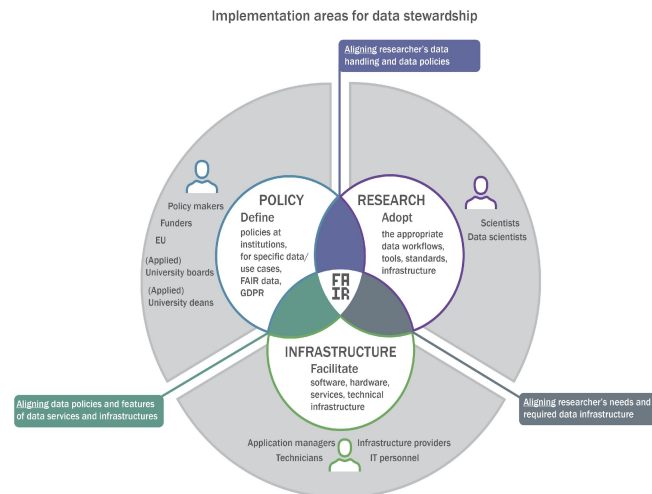 Implementation areas for data stewardship
Aligning researcher's data
handling and data policies
Policy makers
Funders
EU
(Applied)
University boards
(Applied)
University deans
POLICY
Define
policies at
institutions,
for specific data/
use cases,
FAIR data,
GDPR
RESEARCH
Adopt
the appropriate
data workflows,
tools, standards,
infrastructure
Scientists
Data scientists
FA
IR
INFRASTRUCTURE
Facilitate
software, hardware,
services, technical
infrastructure
Aligning data policies and features
of data services and infrastructures
Aligning researcher's needs and
required data infrastructure
Application managers
Technicians
Infrastructure providers
IT personnel